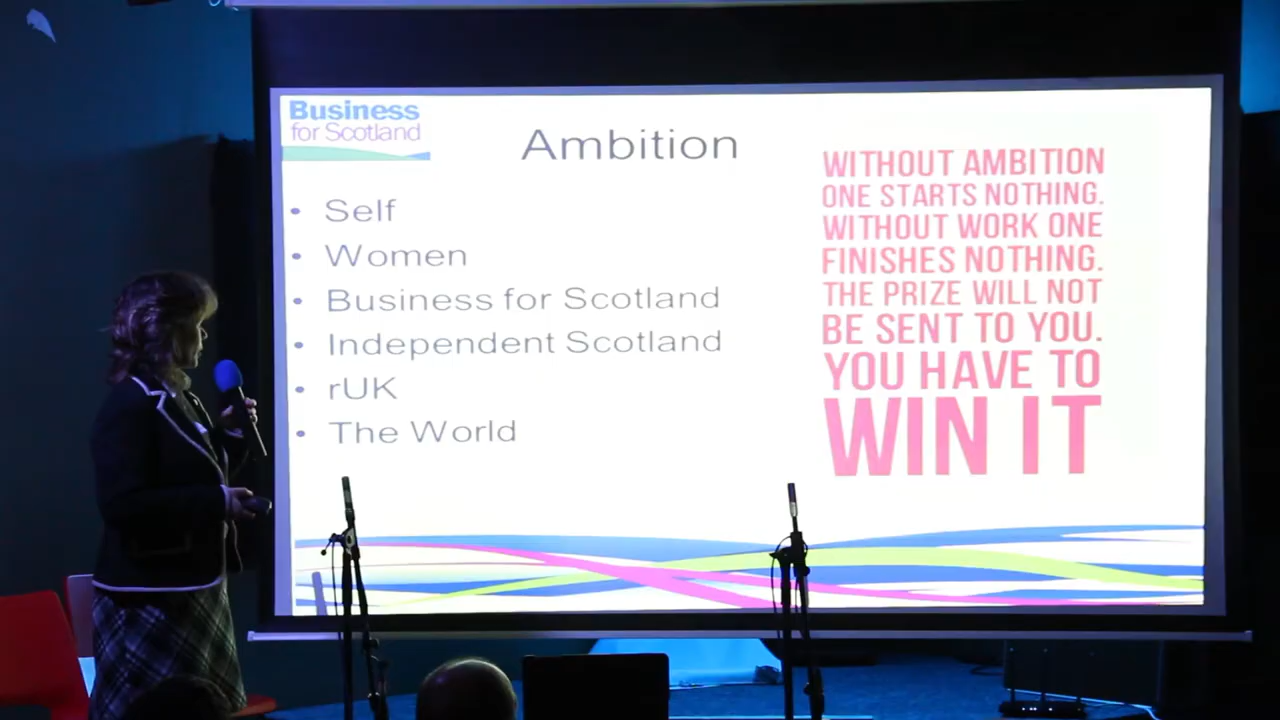 Business
for Scotland
Ambition
• Self
• Women
• Business for Scotland
• Independent Scotland
• rUK
• The World
WITHOUT AMBITION
ONE STARTS NOTHING.
WITHOUT WORK ONE
FINISHES NOTHING.
THE PRIZE WILL NOT
BE SENT TO YOU.
YOU HAVE TO
WIN IT